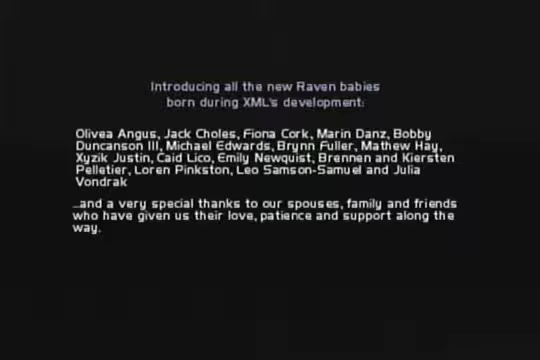 Introducing all the new Raven babies
born during XML's development:
Olivea Angus, Jack Choles, Fiona Cork, Marin Danz, Bobby
Duncanson III, Michael Edwards, Brynn Fuller, Mathew Hay,
Xyzik Justin, Caid Lico, Emily Newquist, Brennen and Kiersten
Pelletier, Loren Pinkston, Leo Samson-Samuel and Julia
Vondrak
...and a very special thanks to our spouses, family and friends
who have given us their love, patience and support along the
way.